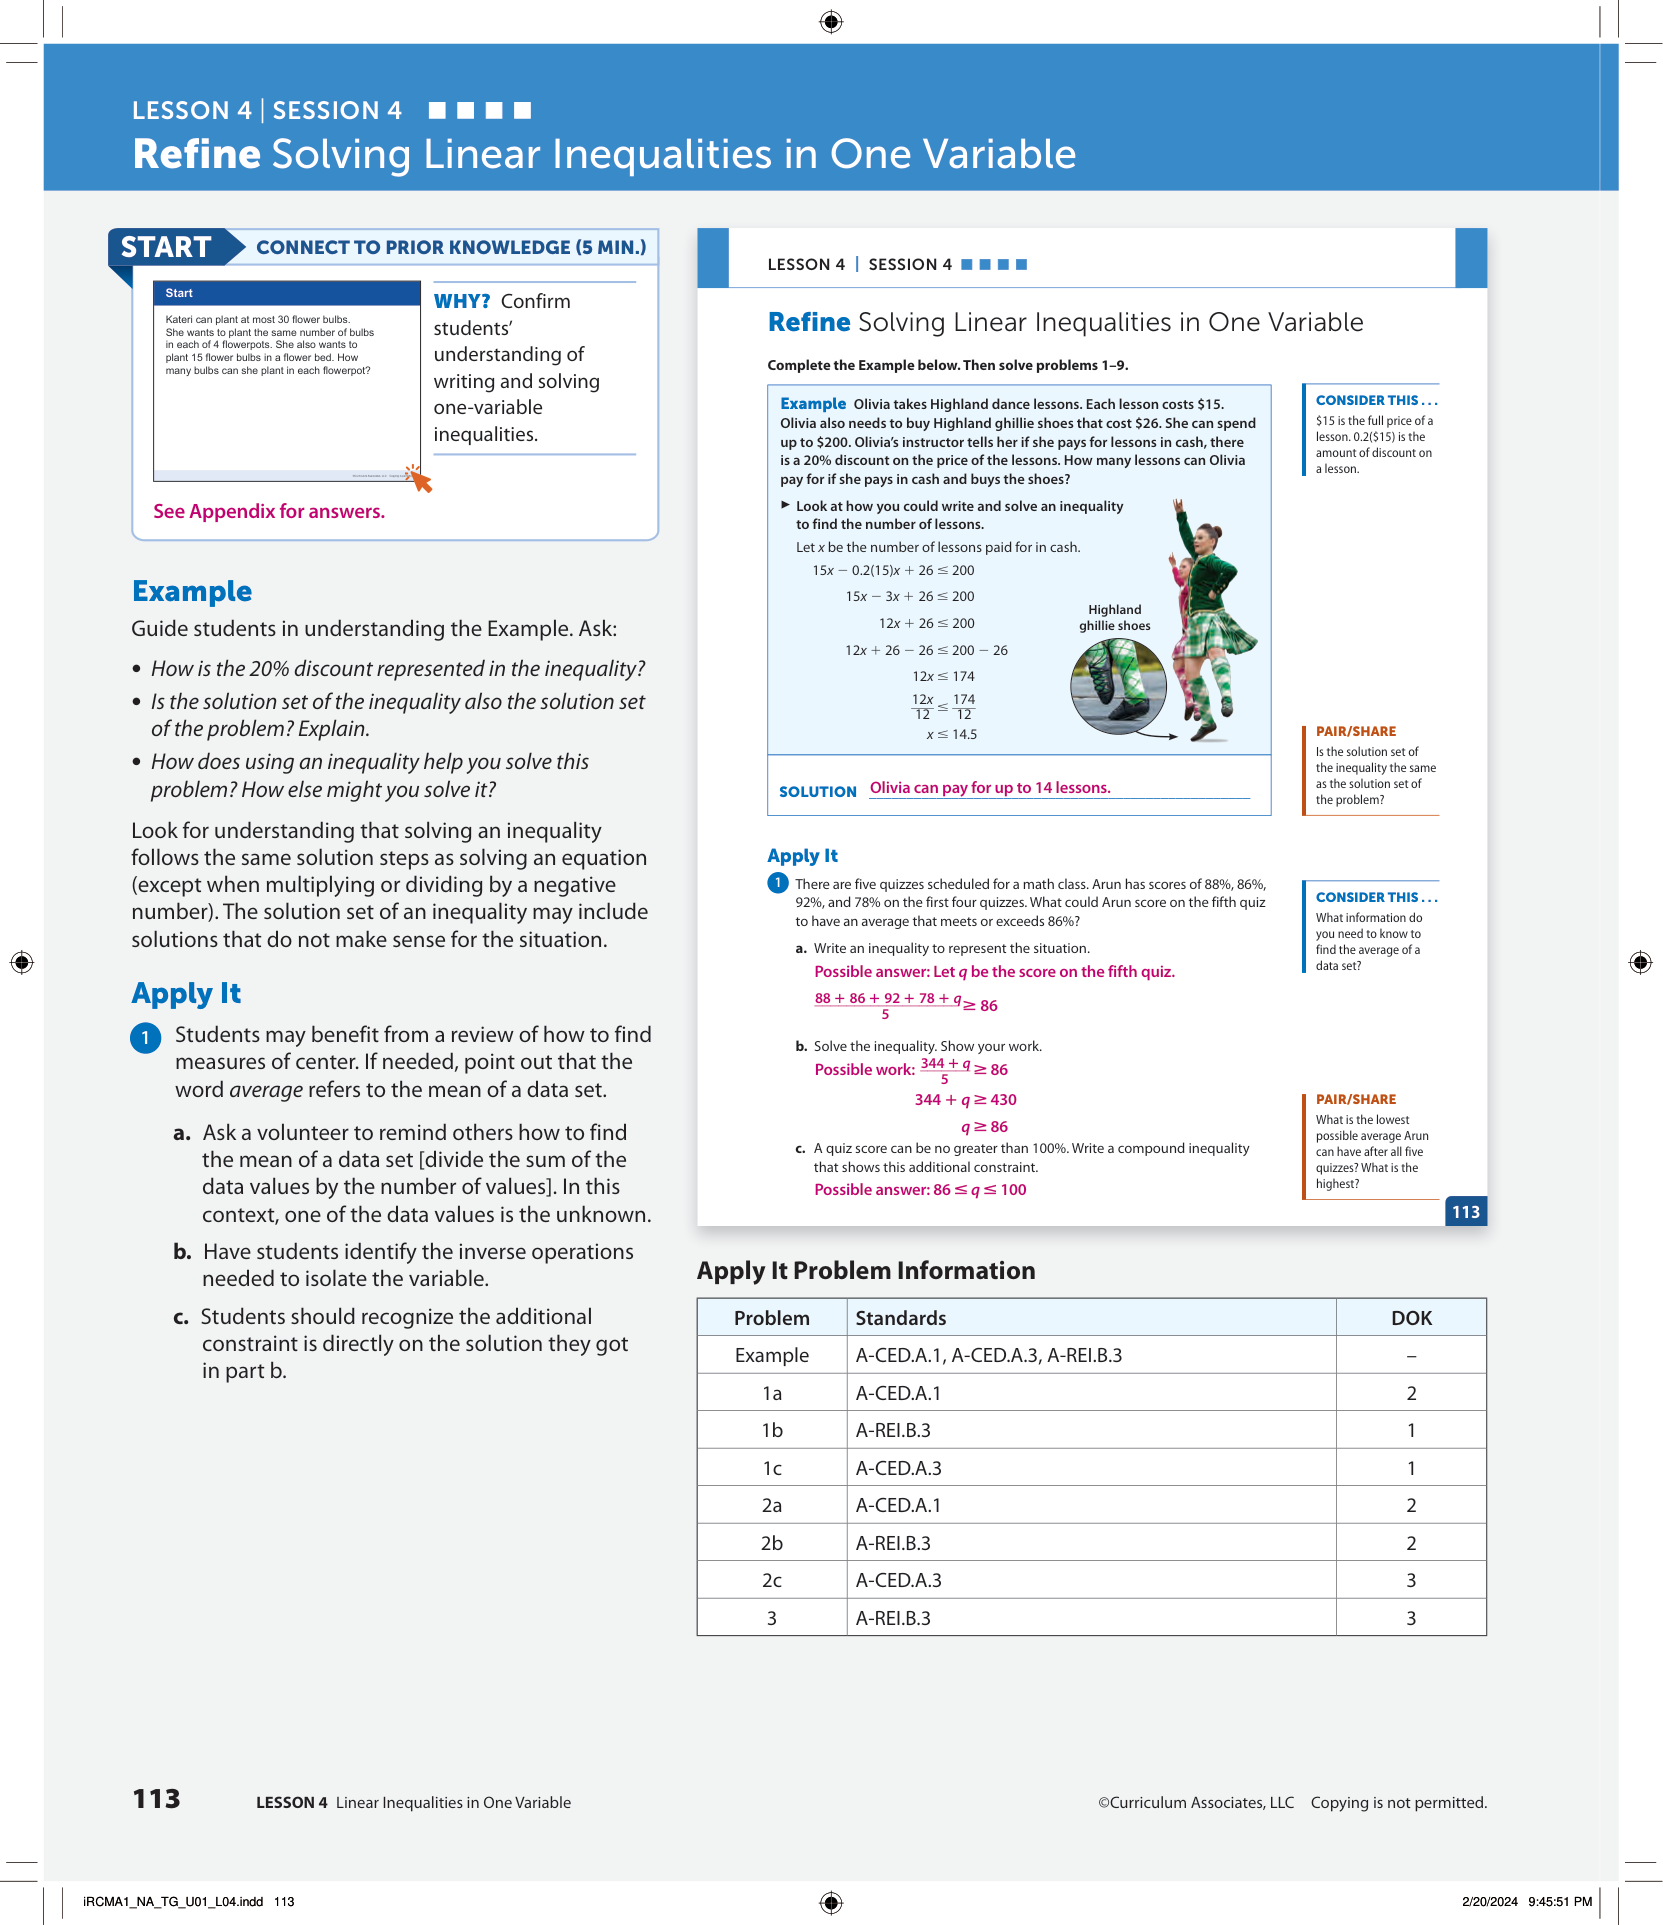 LESSON 4 | SESSION 4
Refine Solving Linear Inequalities in One Variable
START
CONNECT TO PRIOR KNOWLEDGE (5 MIN.)
Start
Kateri can plant at most 30 flower bulbs.
She wants to plant the same number of bulbs
in each of 4 flowerpots. She also wants to
plant 15 flower bulbs in a flower bed. How
many bulbs can she plant in each flowerpot?
WHY? Confirm
students’
understanding of
writing and solving
one-variable
inequalities.
See Appendix for answers.
Example
Guide students in understanding the Example. Ask:
• How is the 20% discount represented in the inequality?
• Is the solution set of the inequality also the solution set
of the problem? Explain.
• How does using an inequality help you solve this
problem? How else might you solve it?
Look for understanding that solving an inequality
follows the same solution steps as solving an equation
(except when multiplying or dividing by a negative
number). The solution set of an inequality may include
solutions that do not make sense for the situation.
Apply It
1 Students may benefit from a review of how to find
measures of center. If needed, point out that the
word average refers to the mean of a data set.
a. Ask a volunteer to remind others how to find
the mean of a data set [divide the sum of the
data values by the number of values]. In this
context, one of the data values is the unknown.
b. Have students identify the inverse operations
needed to isolate the variable.
c. Students should recognize the additional
constraint is directly on the solution they got
in part b.
LESSON 4 | SESSION 4
Refine Solving Linear Inequalities in One Variable
Complete the Example below. Then solve problems 1–9.
Example Olivia takes Highland dance lessons. Each lesson costs $15.
Olivia also needs to buy Highland ghillie shoes that cost $26. She can spend
up to $200. Olivia’s instructor tells her if she pays for lessons in cash, there
is a 20% discount on the price of the lessons. How many lessons can Olivia
pay for if she pays in cash and buys the shoes?
▶ Look at how you could write and solve an inequality
to find the number of lessons.
Let x be the number of lessons paid for in cash.
15x − 0.2(15)x + 26 ≤ 200
15x − 3x + 26 ≤ 200
12x + 26 ≤ 200
12x + 26 − 26 ≤ 200 − 26
12x ≤ 174
12x/12 ≤ 174/12
x ≤ 14.5
Highland
ghillie shoes
SOLUTION Olivia can pay for up to 14 lessons.
CONSIDER THIS . . .
$15 is the full price of a
lesson. 0.2($15) is the
amount of discount on
a lesson.
PAIR/SHARE
Is the solution set of
the inequality the same
as the solution set of
the problem?
Apply It
1 There are five quizzes scheduled for a math class. Arun has scores of 88%, 86%,
92%, and 78% on the first four quizzes. What could Arun score on the fifth quiz
to have an average that meets or exceeds 86%?
a. Write an inequality to represent the situation.
Possible answer: Let q be the score on the fifth quiz.
88 + 86 + 92 + 78 + q/5 ≥ 86
b. Solve the inequality. Show your work.
Possible work: 344 + q/5 ≥ 86
344 + q ≥ 430
q ≥ 86
c. A quiz score can be no greater than 100%. Write a compound inequality
that shows this additional constraint.
Possible answer: 86 ≤ q ≤ 100
CONSIDER THIS . . .
What information do
you need to know to
find the average of a
data set?
PAIR/SHARE
What is the lowest
possible average Arun
can have after all five
quizzes? What is the
highest?
113
Apply It Problem Information
Problem Standards DOK
Example A-CED.A.1, A-CED.A.3, A-REI.B.3 –
1a A-CED.A.1 2
1b A-REI.B.3 1
1c A-CED.A.3 1
2a A-CED.A.1 2
2b A-REI.B.3 2
2c A-CED.A.3 3
3 A-REI.B.3 3
113 LESSON 4 Linear Inequalities in One Variable
©Curriculum Associates, LLC Copying is not permitted.
iRCMA1_NA_TG_U01_L04.indd 113
2/20/2024 9:45:51 PM